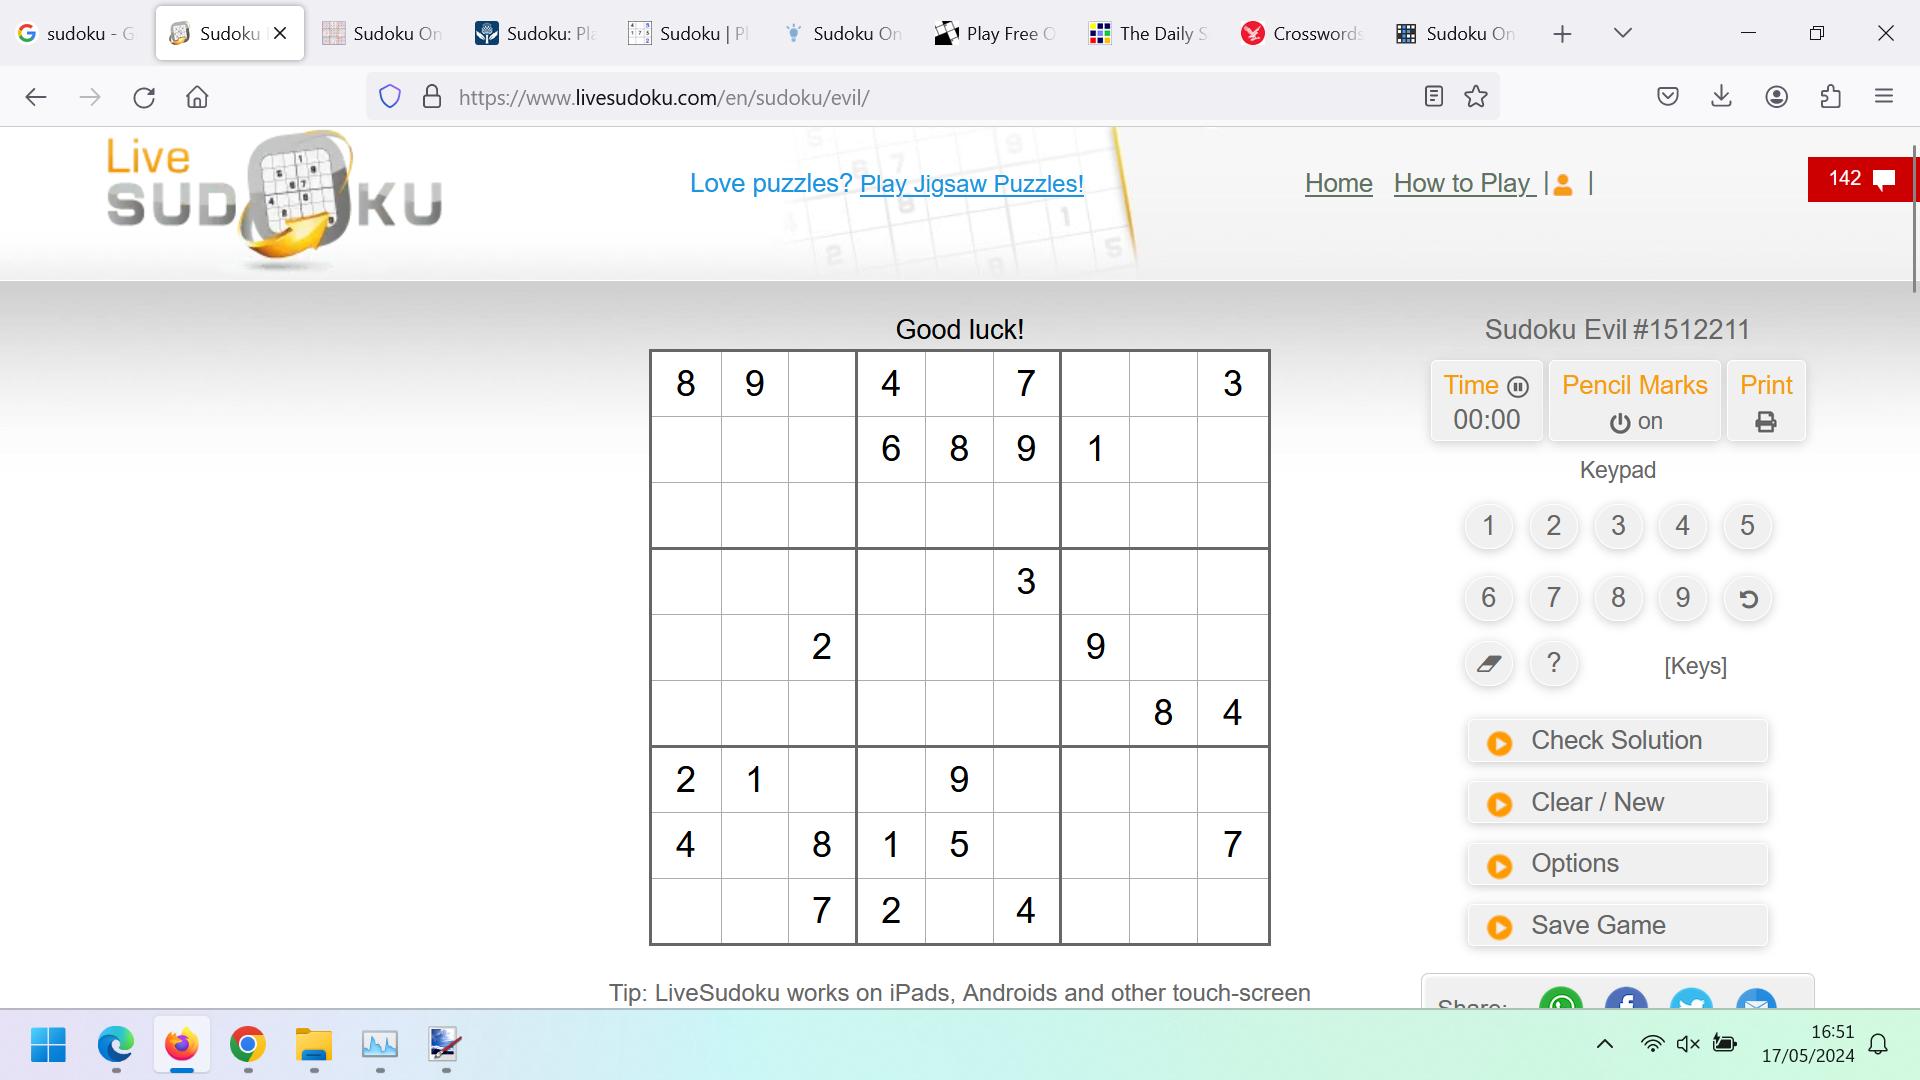 sudoku - G
Sudoku
Sudoku On
Sudoku: Pla
Sudoku | Pl
Sudoku On
Play Free O
The Daily S
Crosswords
Sudoku On
https://www.livesudoku.com/en/sudoku/evil/
Live
SUDOKU
Love puzzles? Play Jigsaw Puzzles!
Home How to Play | |
142
Good luck!
Sudoku Evil #1512211
Time
00:00
Pencil Marks
on
Print
Keypad
1 2 3 4 5
6 7 8 9
? [Keys]
Check Solution
Clear / New
Options
Save Game
Share:
8 9 4 7 3
6 8 9 1
3
2 9
8 4
2 1 9
4 8 1 5 7
7 2 4
Tip: LiveSudoku works on iPads, Androids and other touch-screen
16:51
17/05/2024